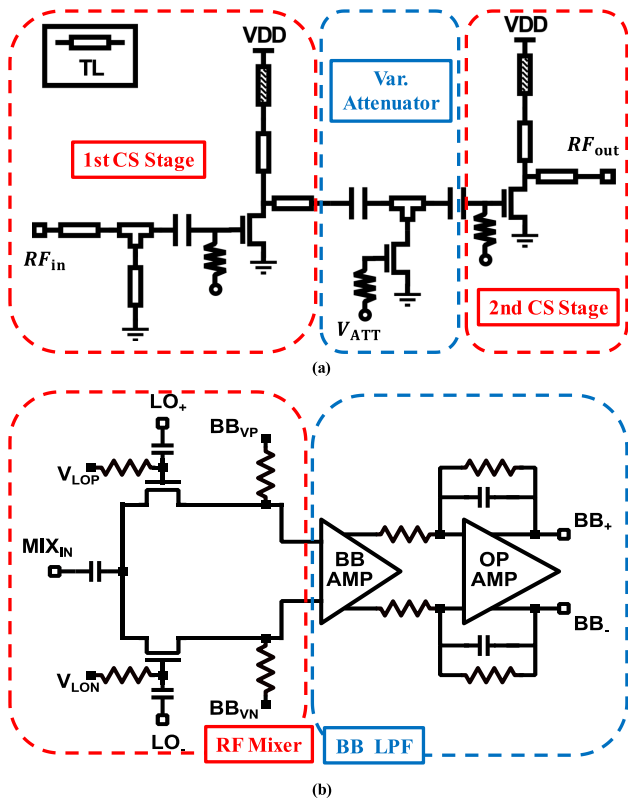 VDD
VDD
TL
Var.
Attenuator
1st CS Stage
RFout
RFin
VATT
2nd CS Stage
(a)
LO+
BBVP
VLOP
MIXIN
BB
AMP
OP
AMP
BB+
BB-
VLON
BBVN
LO-
RF Mixer
BB LPF
(b)